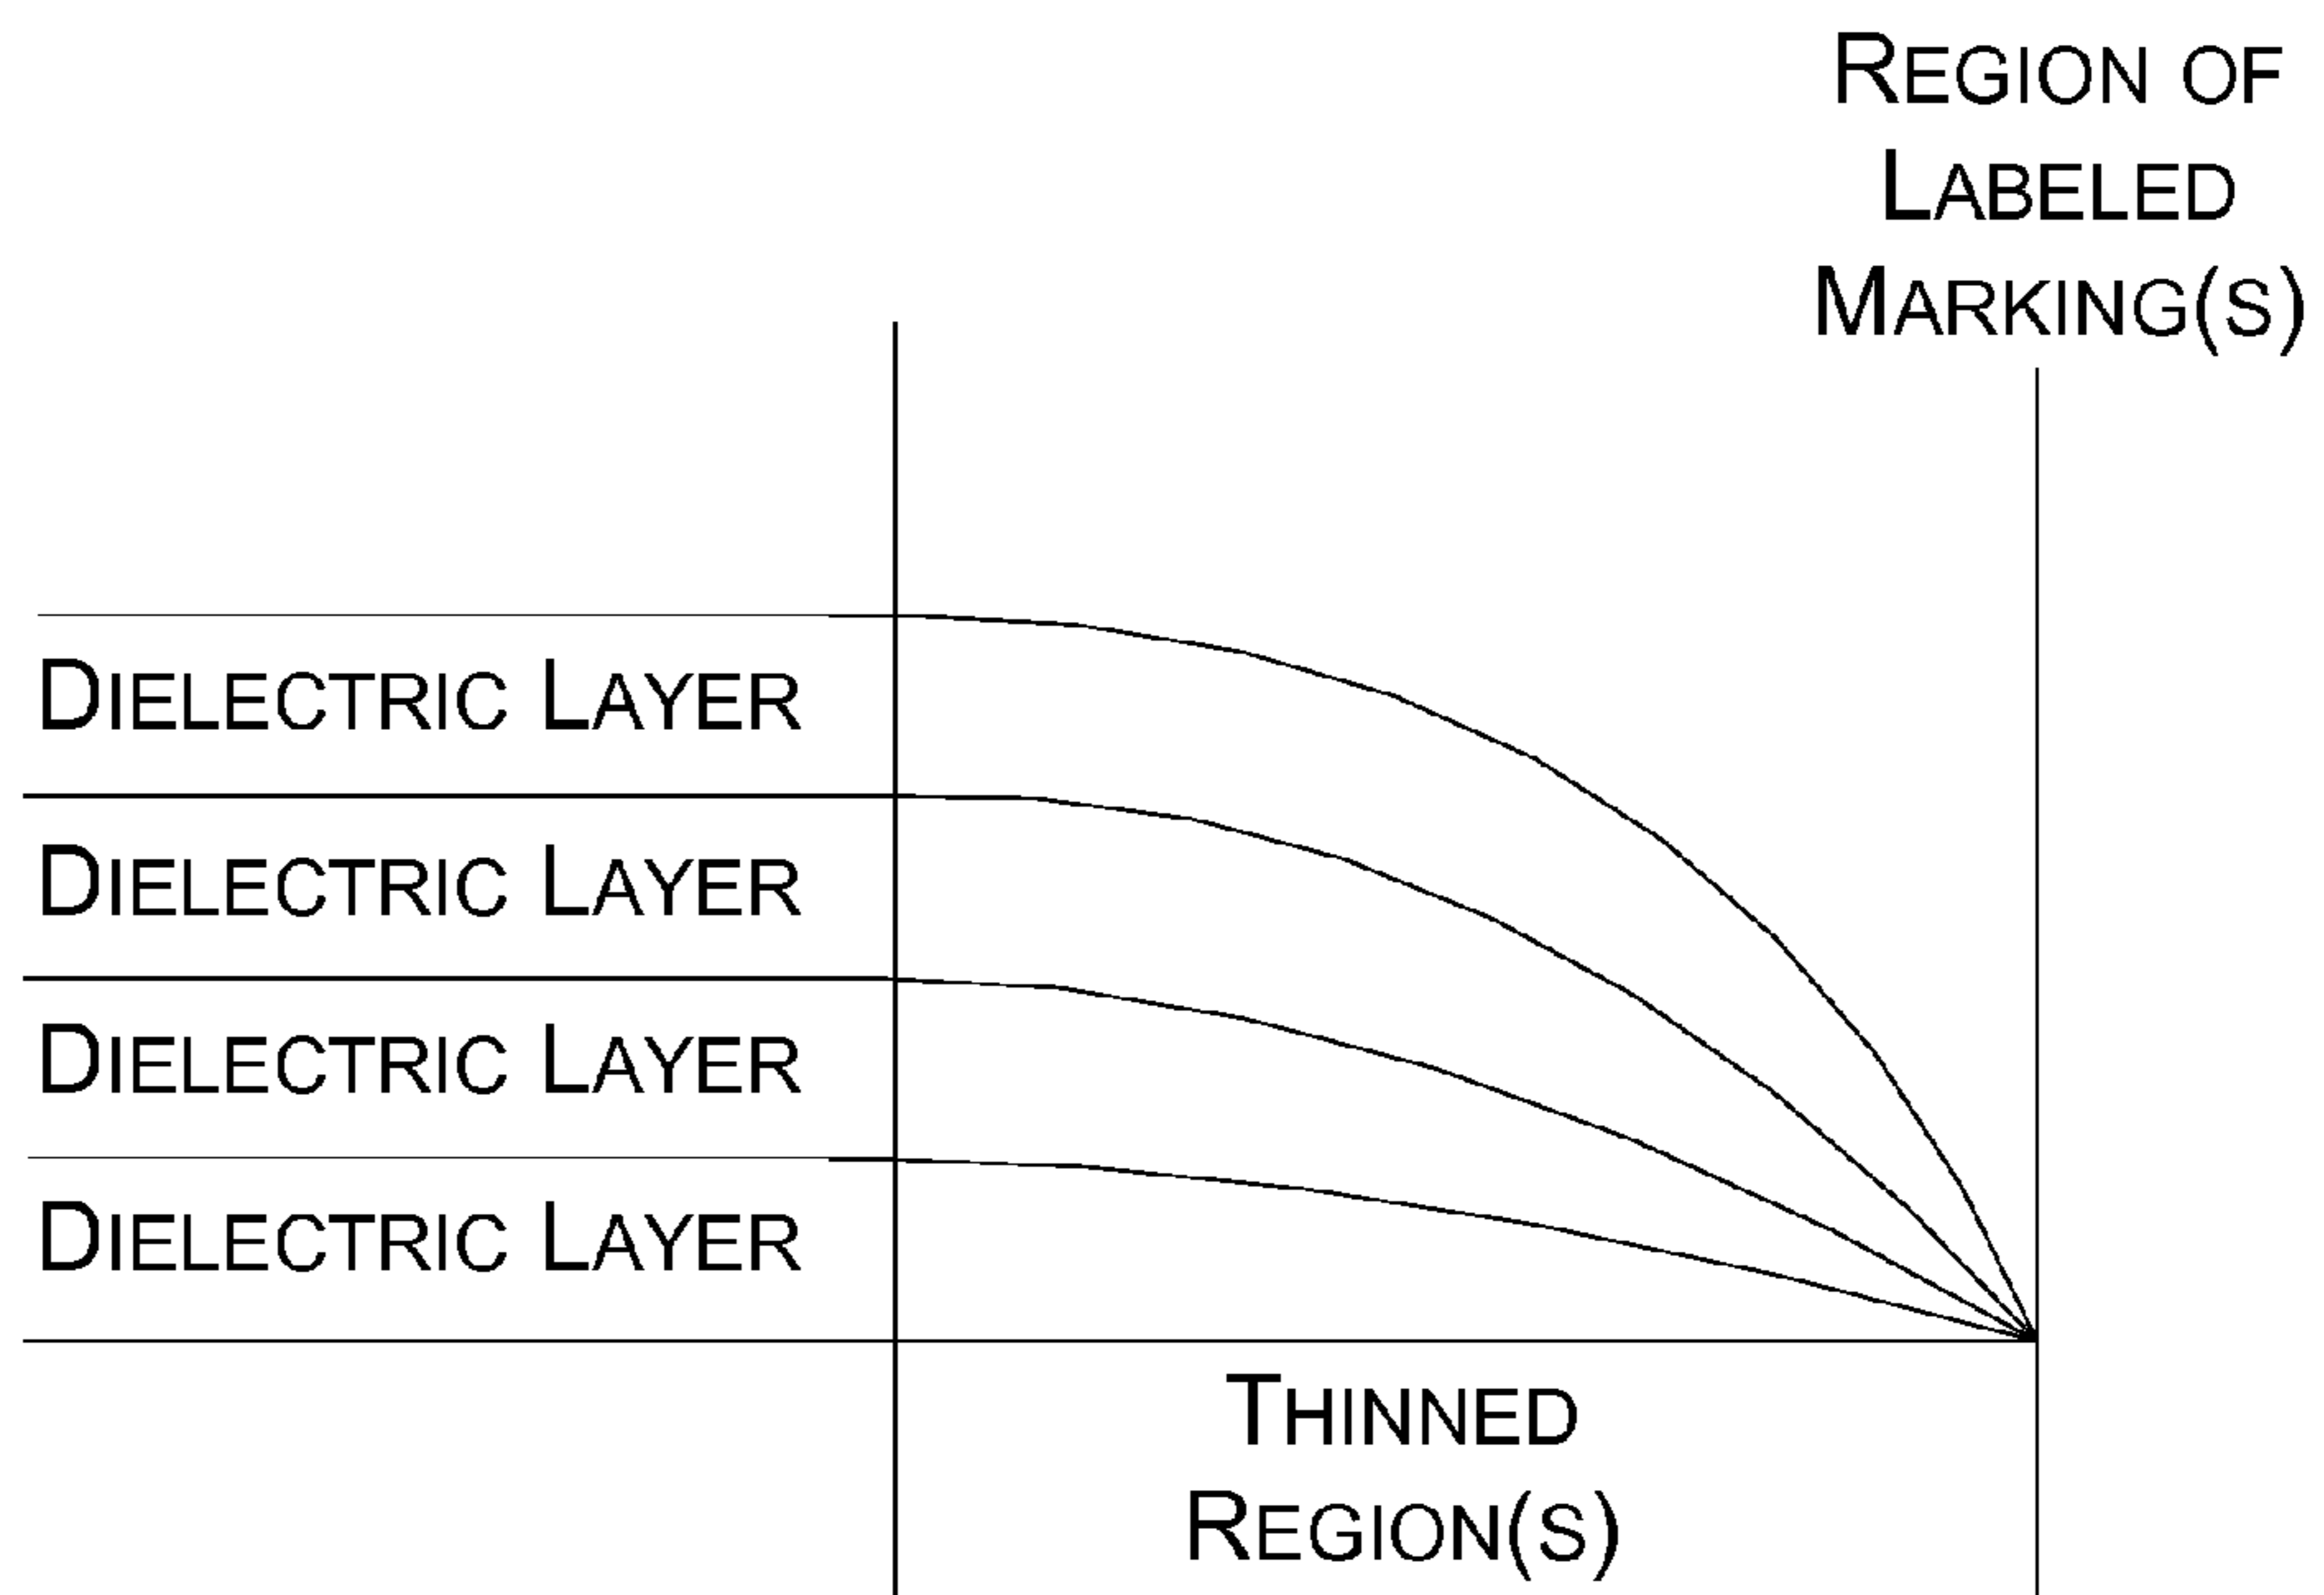 REGION OF
LABELED
MARKING(S)
DIELECTRIC LAYER
DIELECTRIC LAYER
DIELECTRIC LAYER
DIELECTRIC LAYER
THINNED
REGION(S)